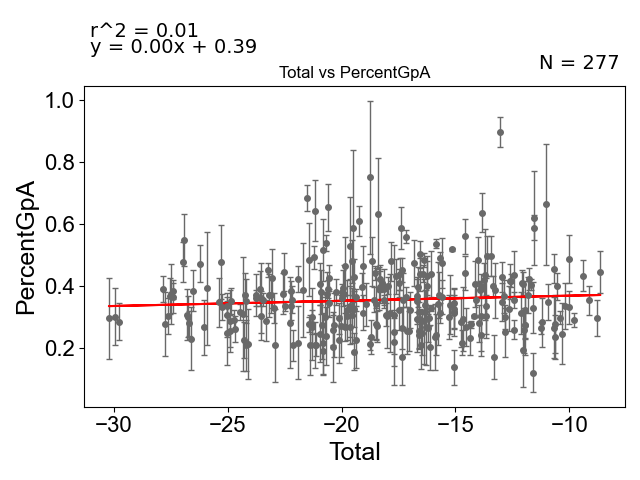 r^2 = 0.01
y = 0.00x + 0.39
N = 277
Total vs PercentGpA
PercentGpA
1.0
0.8
0.6
0.4
0.2
−30
−25
−20
−15
−10
Total